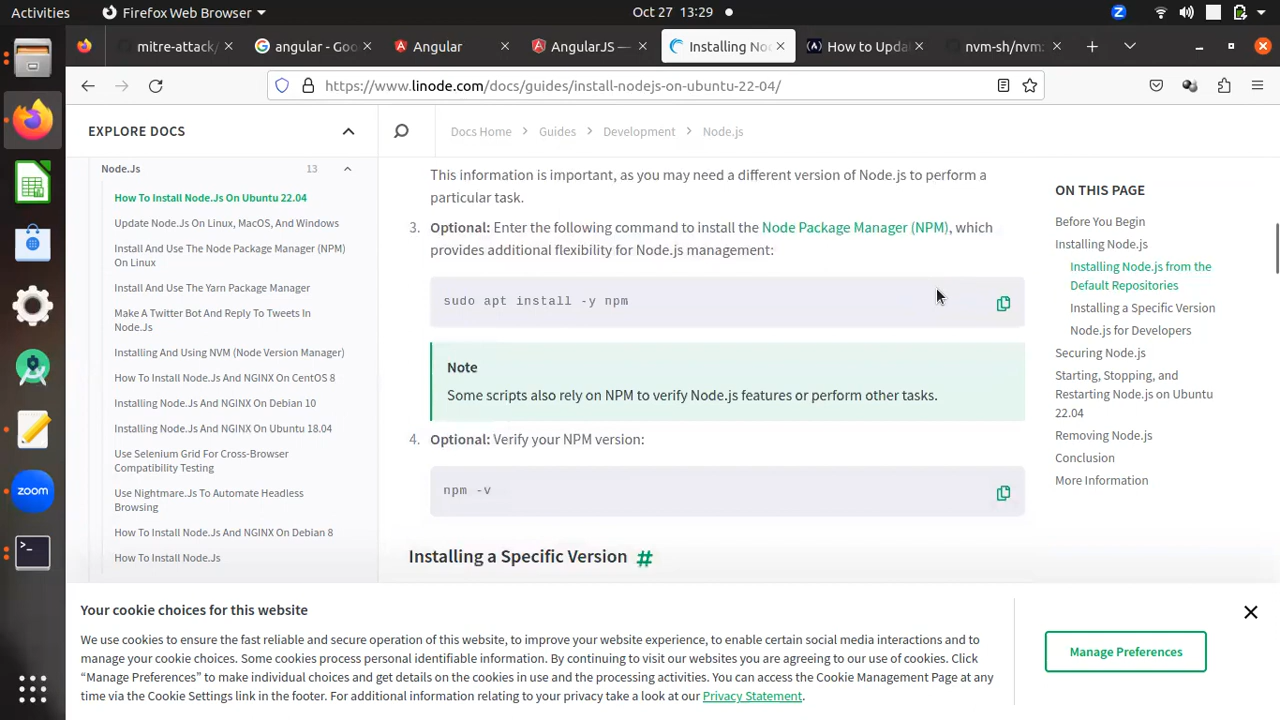 Activities
Firefox Web Browser
Oct 27 13:29
mitre-attack/
angular - Goo
Angular
AngularJS —
Installing No
How to Upda
nvm-sh/nvm:
https://www.linode.com/docs/guides/install-nodejs-on-ubuntu-22-04/
EXPLORE DOCS
Docs Home
Guides
Development
Node.js
Node.Js 13
How To Install Node.Js On Ubuntu 22.04
Update Node.Js On Linux, MacOS, And Windows
Install And Use The Node Package Manager (NPM)
On Linux
Install And Use The Yarn Package Manager
Make A Twitter Bot And Reply To Tweets In
Node.Js
Installing And Using NVM (Node Version Manager)
How To Install Node.Js And NGINX On CentOS 8
Installing Node.Js And NGINX On Debian 10
Installing Node.Js And NGINX On Ubuntu 18.04
Use Selenium Grid For Cross-Browser
Compatibility Testing
Use Nightmare.Js To Automate Headless
Browsing
How To Install Node.Js And NGINX On Debian 8
How To Install Node.Js
This information is important, as you may need a different version of Node.js to perform a
particular task.
3. Optional: Enter the following command to install the Node Package Manager (NPM), which
provides additional flexibility for Node.js management:
sudo apt install -y npm
Note
Some scripts also rely on NPM to verify Node.js features or perform other tasks.
4. Optional: Verify your NPM version:
npm -v
Installing a Specific Version #
ON THIS PAGE
Before You Begin
Installing Node.js
Installing Node.js from the
Default Repositories
Installing a Specific Version
Node.js for Developers
Securing Node.js
Starting, Stopping, and
Restarting Node.js on Ubuntu
22.04
Removing Node.js
Conclusion
More Information
Your cookie choices for this website
We use cookies to ensure the fast reliable and secure operation of this website, to improve your website experience, to enable certain social media interactions and to
manage your cookie choices. Some cookies process personal identifiable information. By continuing to visit our websites you are agreeing to our use of cookies. Click
“Manage Preferences” to make individual choices and get details on the cookies in use and the processing activities. You can access the Cookie Management Page at any
time via the Cookie Settings link in the footer. For additional information relating to your privacy take a look at our Privacy Statement.
Manage Preferences
zoom
Z